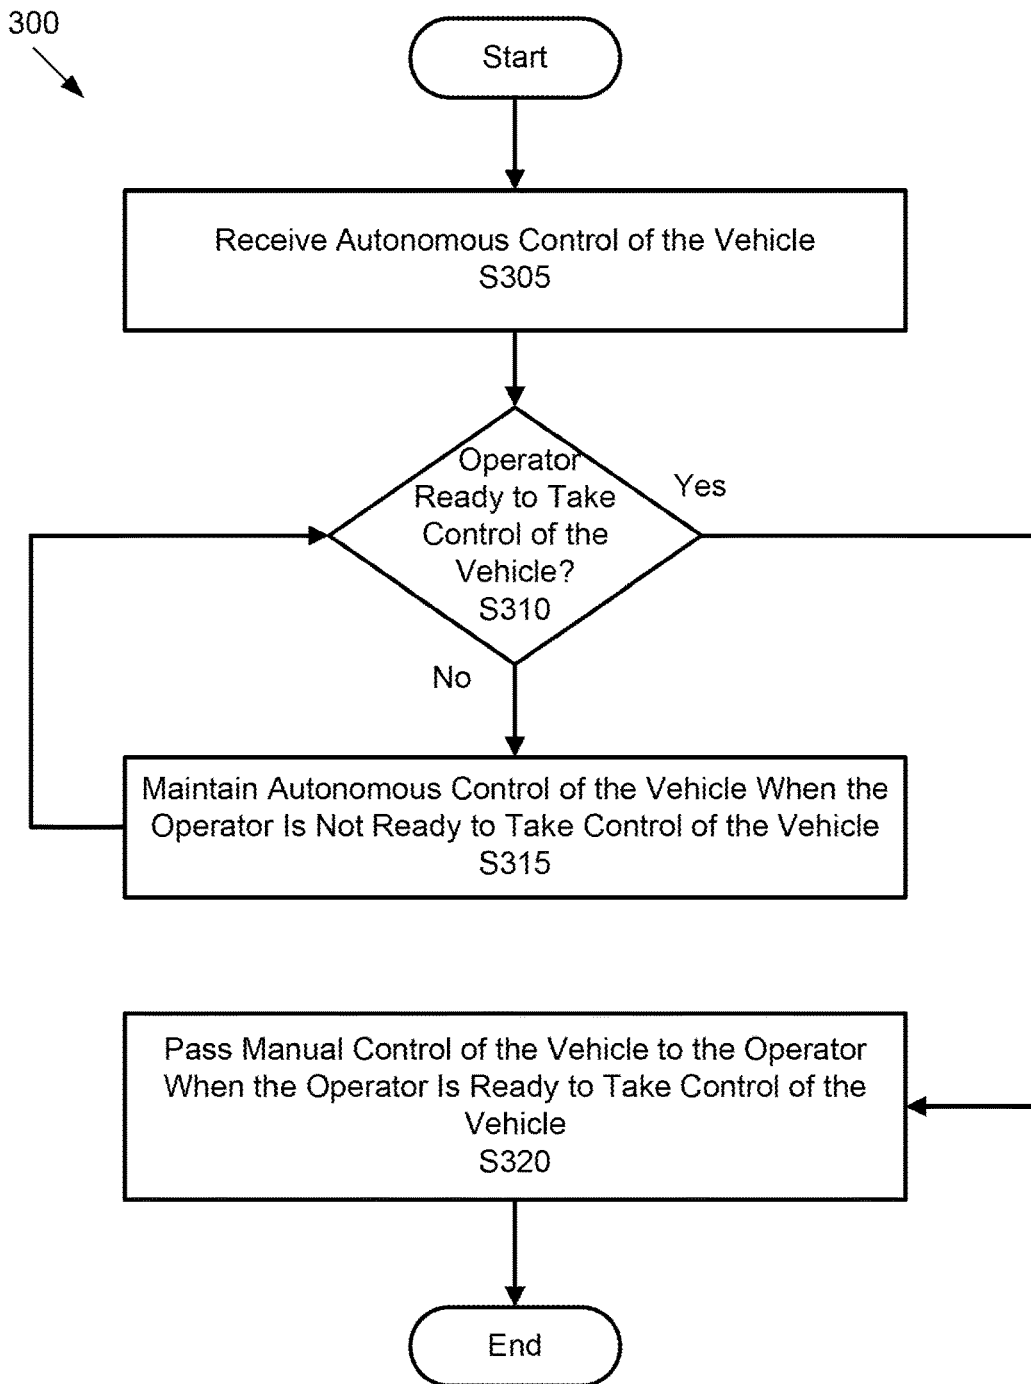 300
Start
Receive Autonomous Control of the Vehicle
S305
Operator
Ready to Take
Control of the
Vehicle?
S310
Yes
No
Maintain Autonomous Control of the Vehicle When the
Operator Is Not Ready to Take Control of the Vehicle
S315
Pass Manual Control of the Vehicle to the Operator
When the Operator Is Ready to Take Control of the
Vehicle
S320
End